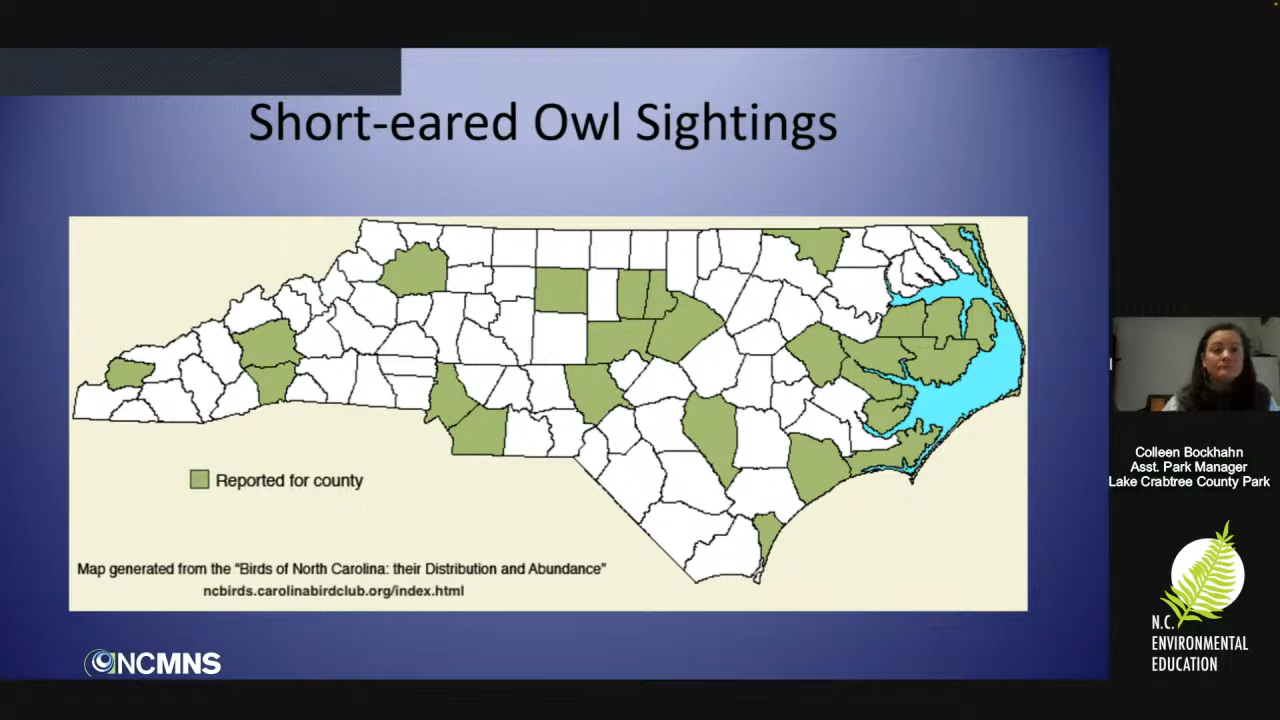 Short-eared Owl Sightings
Reported for county
Map generated from the "Birds of North Carolina: their Distribution and Abundance"
ncbirds.carolinabirdclub.org/index.html
NCMNS
Colleen Bockhahn
Asst. Park Manager
Lake Crabtree County Park
N.C.
ENVIRONMENTAL
EDUCATION